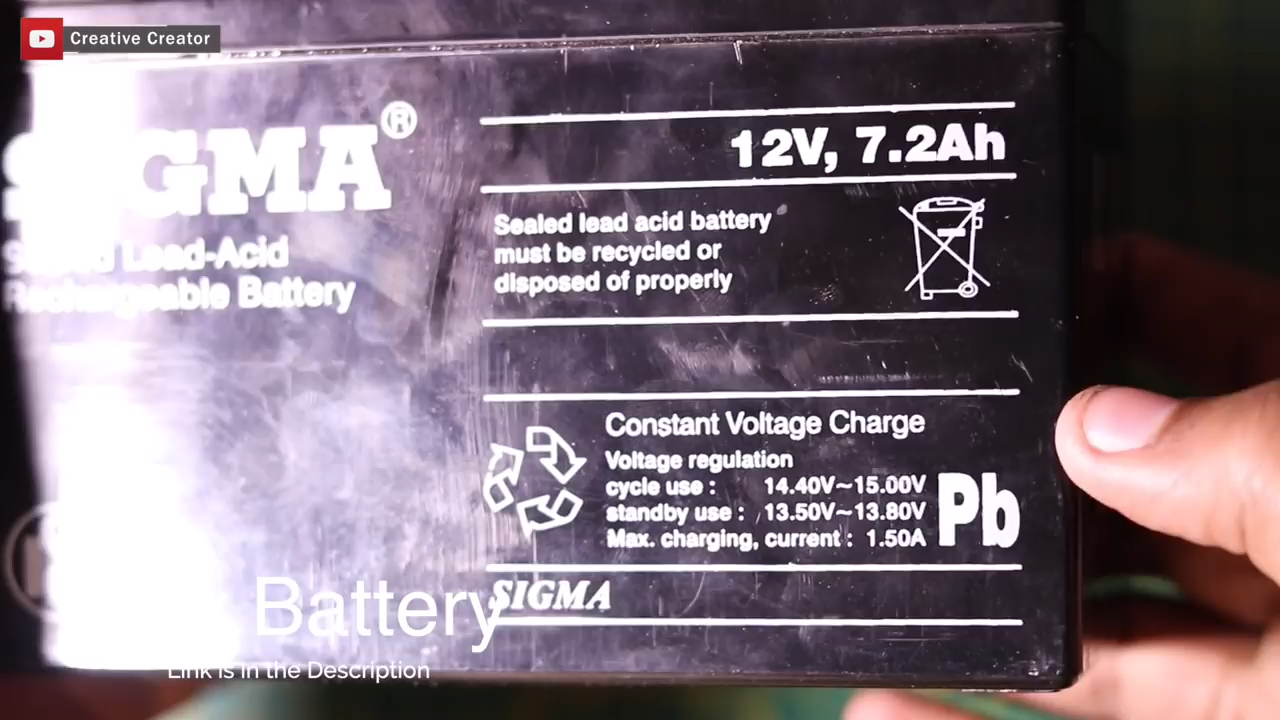 Creative Creator
SIGMA®
12V, 7.2Ah
Sealed Lead-Acid
Rechargeable Battery
Sealed lead acid battery
must be recycled or
disposed of properly
Constant Voltage Charge
Voltage regulation
cycle use : 14.40V~15.00V
standby use : 13.50V~13.80V
Max. charging, current : 1.50A
Pb
SIGMA
Battery
Link is in the Description